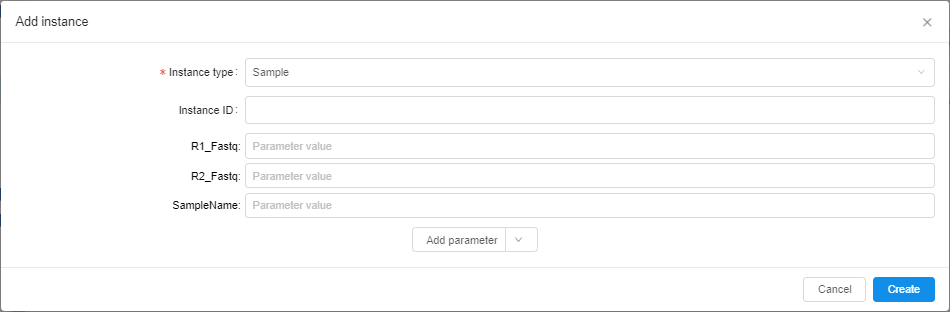 Add instance
* Instance type: Sample
Instance ID:
R1_Fastq: Parameter value
R2_Fastq: Parameter value
SampleName: Parameter value
Add parameter
Cancel Create